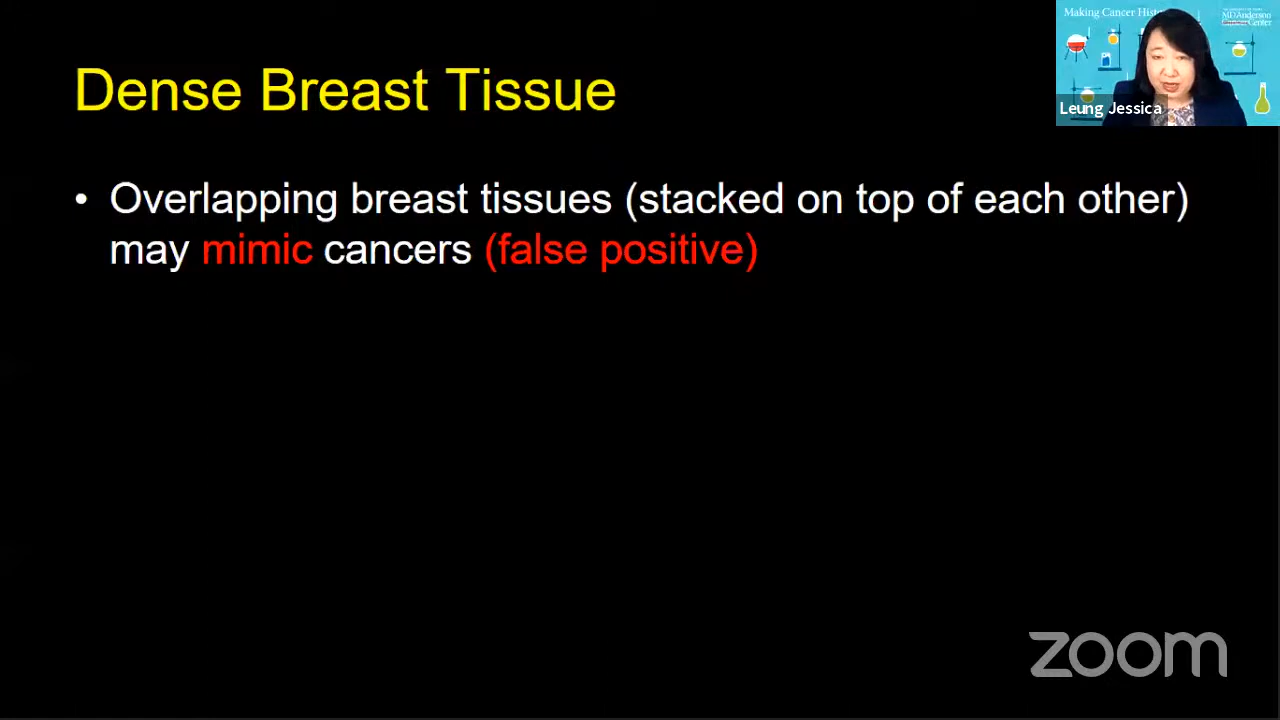 Making Cancer
MD Anderson
Center
Leung Jessica
Dense Breast Tissue
• Overlapping breast tissues (stacked on top of each other)
may mimic cancers (false positive)
zoom